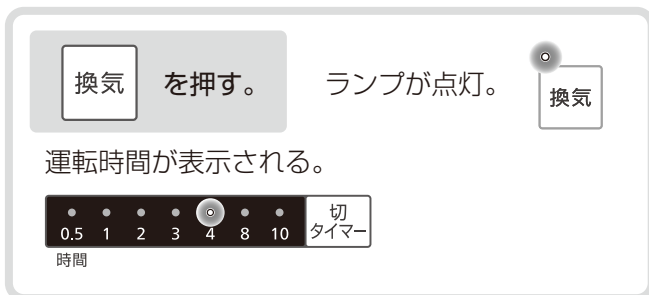 換気 を押す。 ランプが点灯。 換気
運転時間が表示される。
0.5 1 2 3 4 8 10 切タイマー
時間